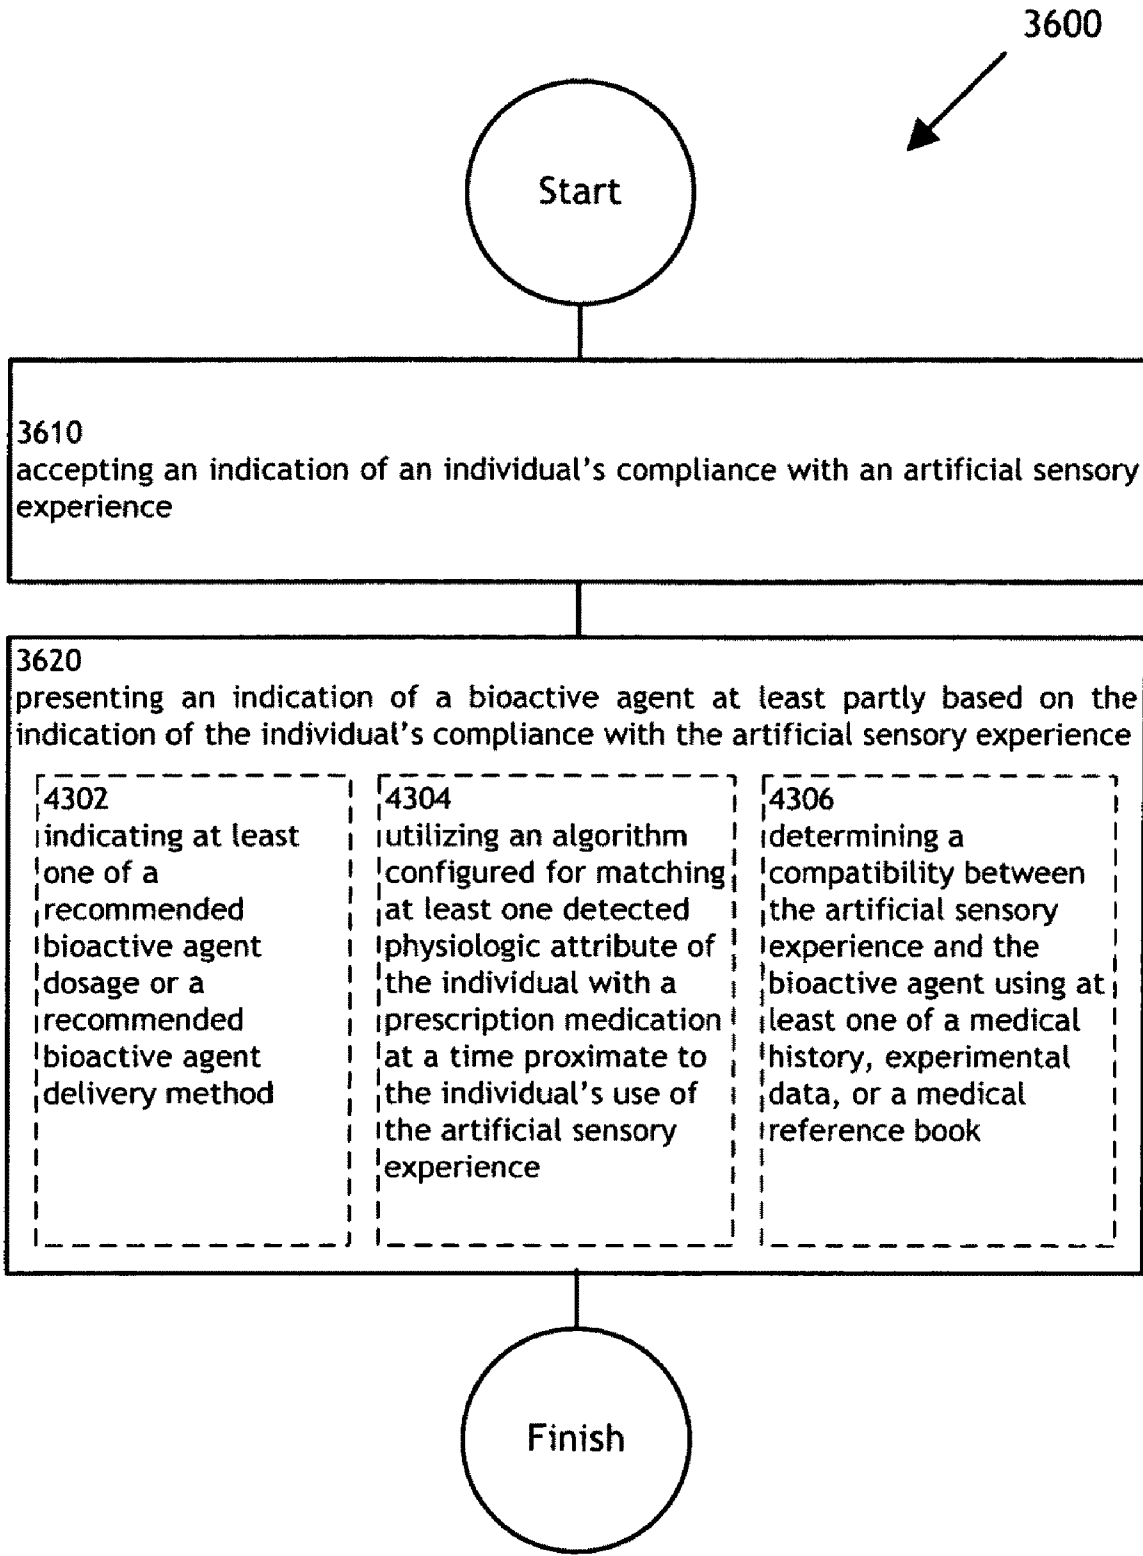 3600
Start
3610
accepting an indication of an individual's compliance with an artificial sensory
experience
3620
presenting an indication of a bioactive agent at least partly based on the
indication of the individual's compliance with the artificial sensory experience
4302
indicating at least
one of a
recommended
bioactive agent
dosage or a
recommended
bioactive agent
delivery method
4304
utilizing an algorithm
configured for matching
at least one detected
physiologic attribute of
the individual with a
prescription medication
at a time proximate to
the individual's use of
the artificial sensory
experience
4306
determining a
compatibility between
the artificial sensory
experience and the
bioactive agent using at
least one of a medical
history, experimental
data, or a medical
reference book
Finish